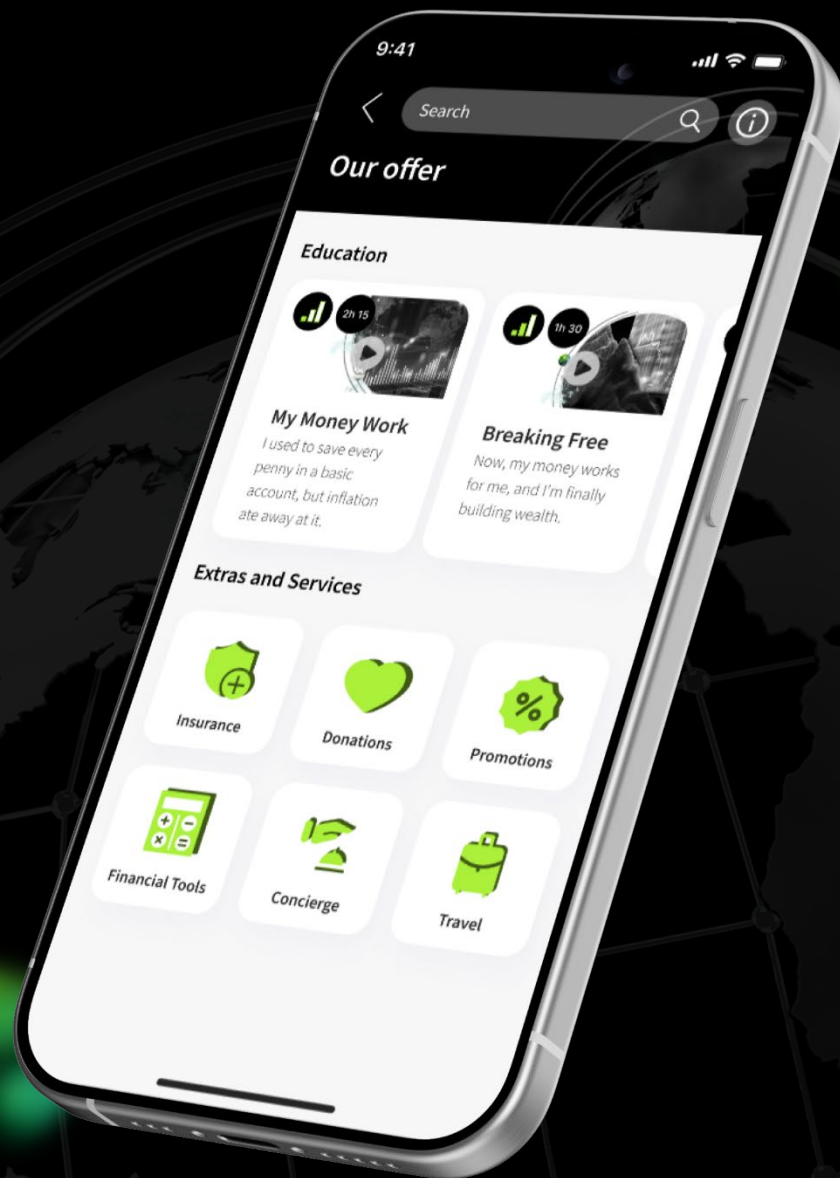 9:41
Search
Our offer
Education
2h 15
My Money Work
I used to save every
penny in a basic
account, but inflation
ate away at it.
1h 30
Breaking Free
Now, my money works
for me, and I'm finally
building wealth.
Extras and Services
Insurance
Donations
Promotions
Financial Tools
Concierge
Travel